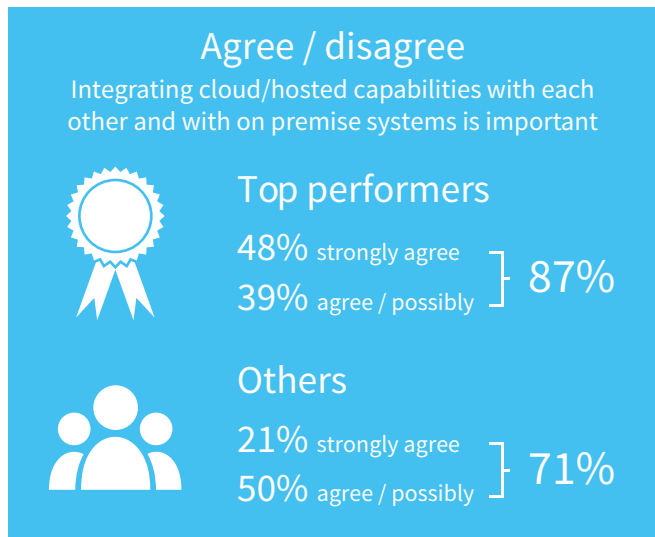 Agree / disagree
Integrating cloud/hosted capabilities with each
other and with on premise systems is important
Top performers
48% strongly agree
39% agree / possibly
87%
Others
21% strongly agree
50% agree / possibly
71%